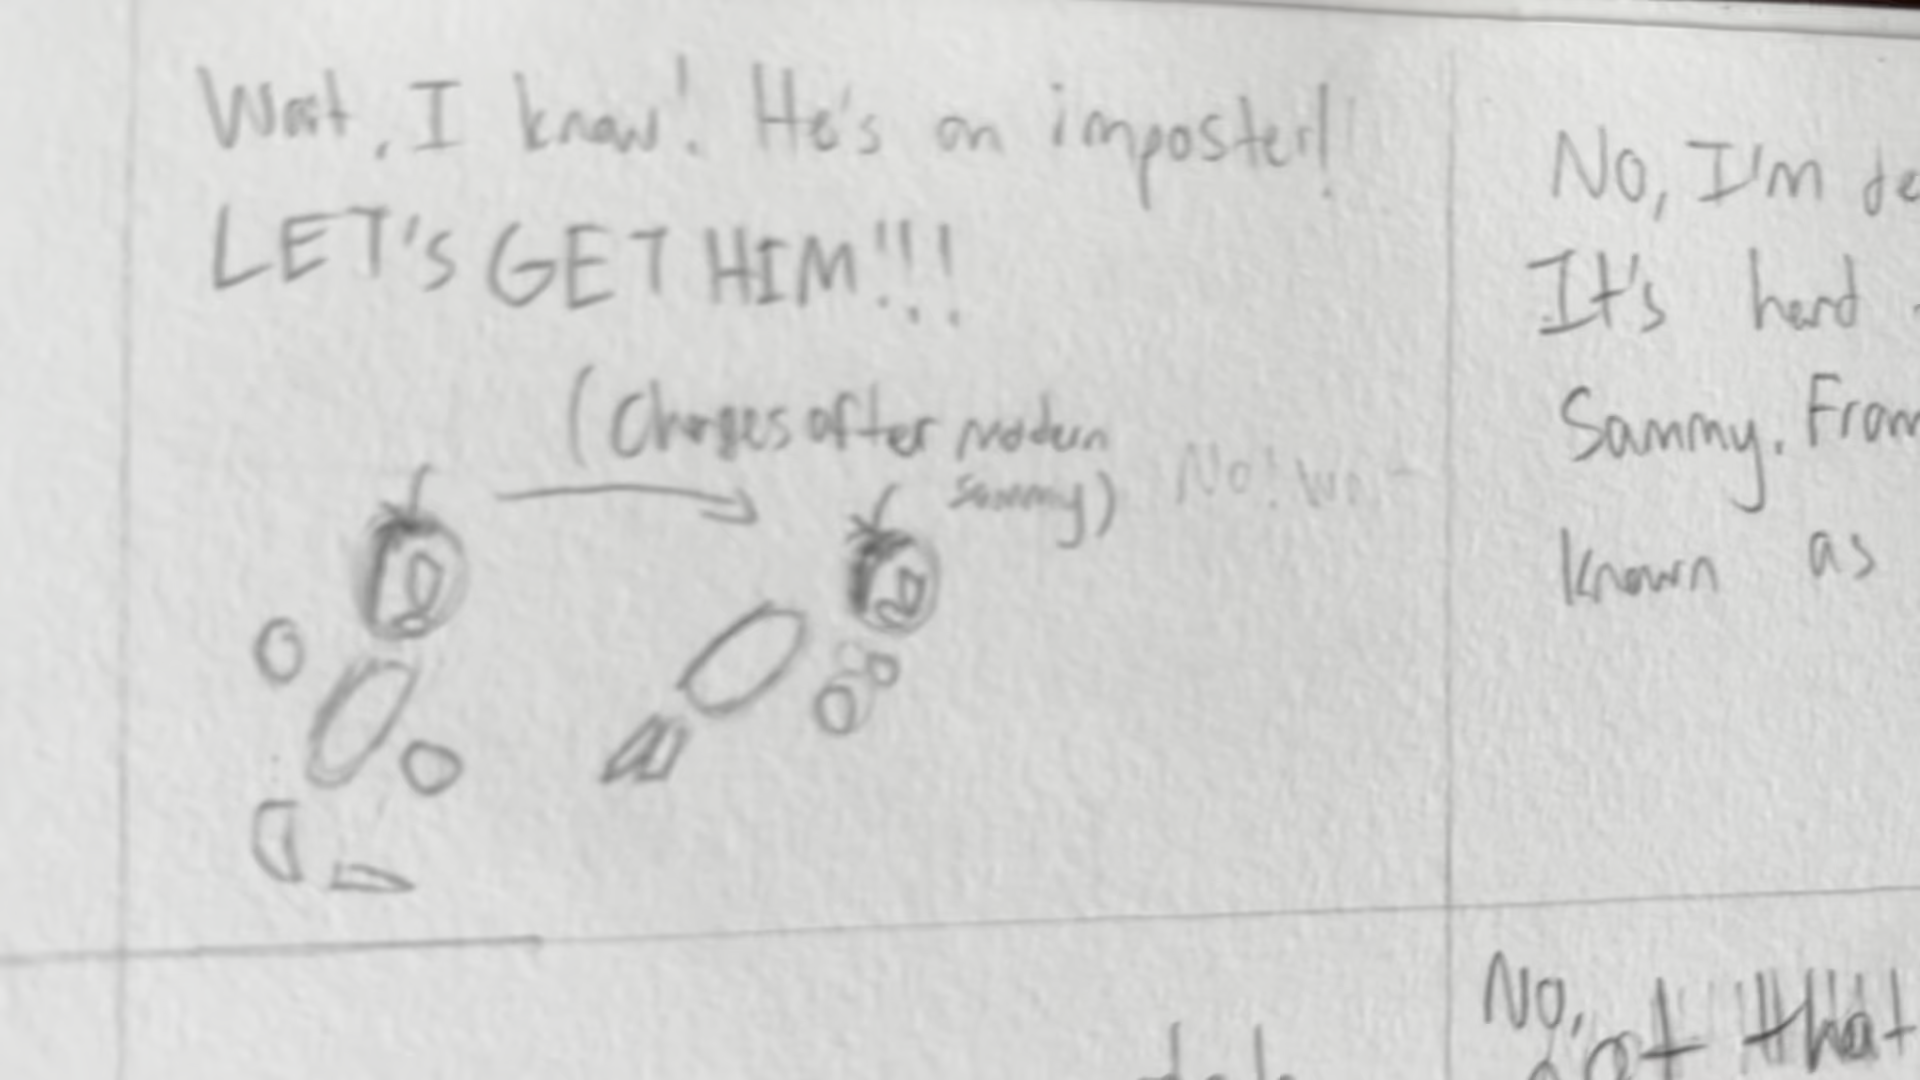 Wait, I know! He's an imposter!
LET'S GET HIM!!!
(Charges after modern
Sammy)
No! Wait
No, I'm
It's hard
Sammy. From
known as
No,
not that